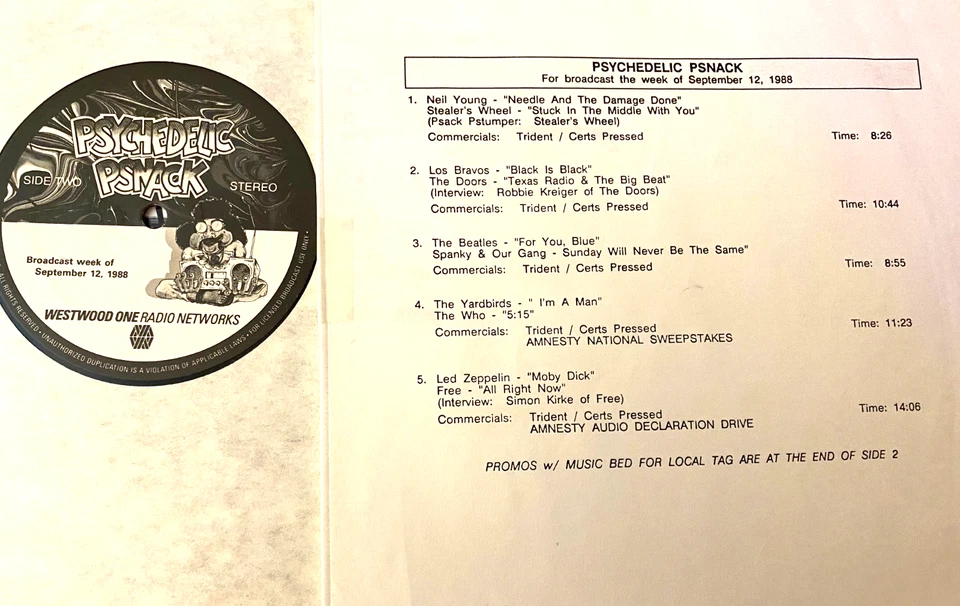 PSYCHEDELIC
PSNACK
SIDE TWO
STEREO
Broadcast week of
September 12, 1988
WESTWOOD ONE RADIO NETWORKS
ALL RIGHTS RESERVED • UNAUTHORIZED DUPLICATION IS A VIOLATION OF APPLICABLE LAWS • FOR LICENSED BROADCAST USE ONLY •
PSYCHEDELIC PSNACK
For broadcast the week of September 12, 1988
1. Neil Young - "Needle And The Damage Done"
Stealer's Wheel - "Stuck In The Middle With You"
(Psack Pstumper: Stealer's Wheel)
Commercials: Trident / Certs Pressed Time: 8:26
2. Los Bravos - "Black Is Black"
The Doors - "Texas Radio & The Big Beat"
(Interview: Robbie Kreiger of The Doors)
Commercials: Trident / Certs Pressed Time: 10:44
3. The Beatles - "For You, Blue"
Spanky & Our Gang - Sunday Will Never Be The Same"
Commercials: Trident / Certs Pressed Time: 8:55
4. The Yardbirds - " I'm A Man"
The Who - "5:15"
Commercials: Trident / Certs Pressed Time: 11:23
AMNESTY NATIONAL SWEEPSTAKES
5. Led Zeppelin - "Moby Dick"
Free - "All Right Now"
(Interview: Simon Kirke of Free)
Commercials: Trident / Certs Pressed Time: 14:06
AMNESTY AUDIO DECLARATION DRIVE
PROMOS w/ MUSIC BED FOR LOCAL TAG ARE AT THE END OF SIDE 2